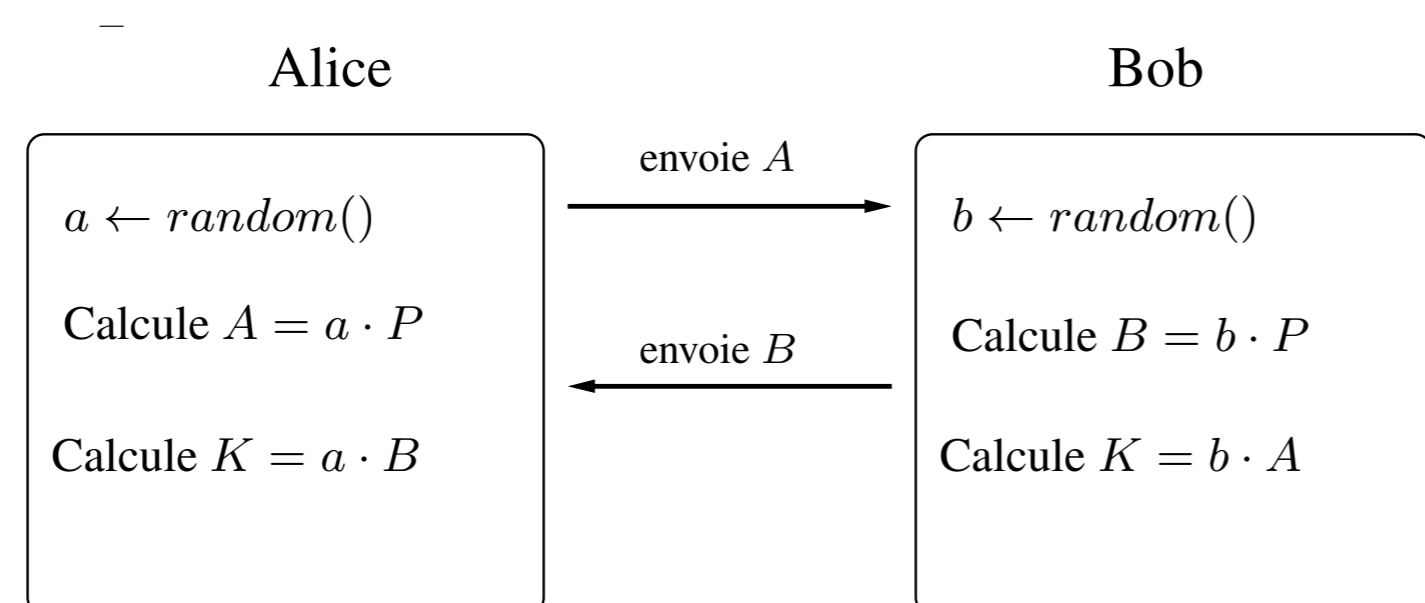 Alice
a ← random()
Calcule A = a · P
Calcule K = a · B
envoie A
envoie B
Bob
b ← random()
Calcule B = b · P
Calcule K = b · A